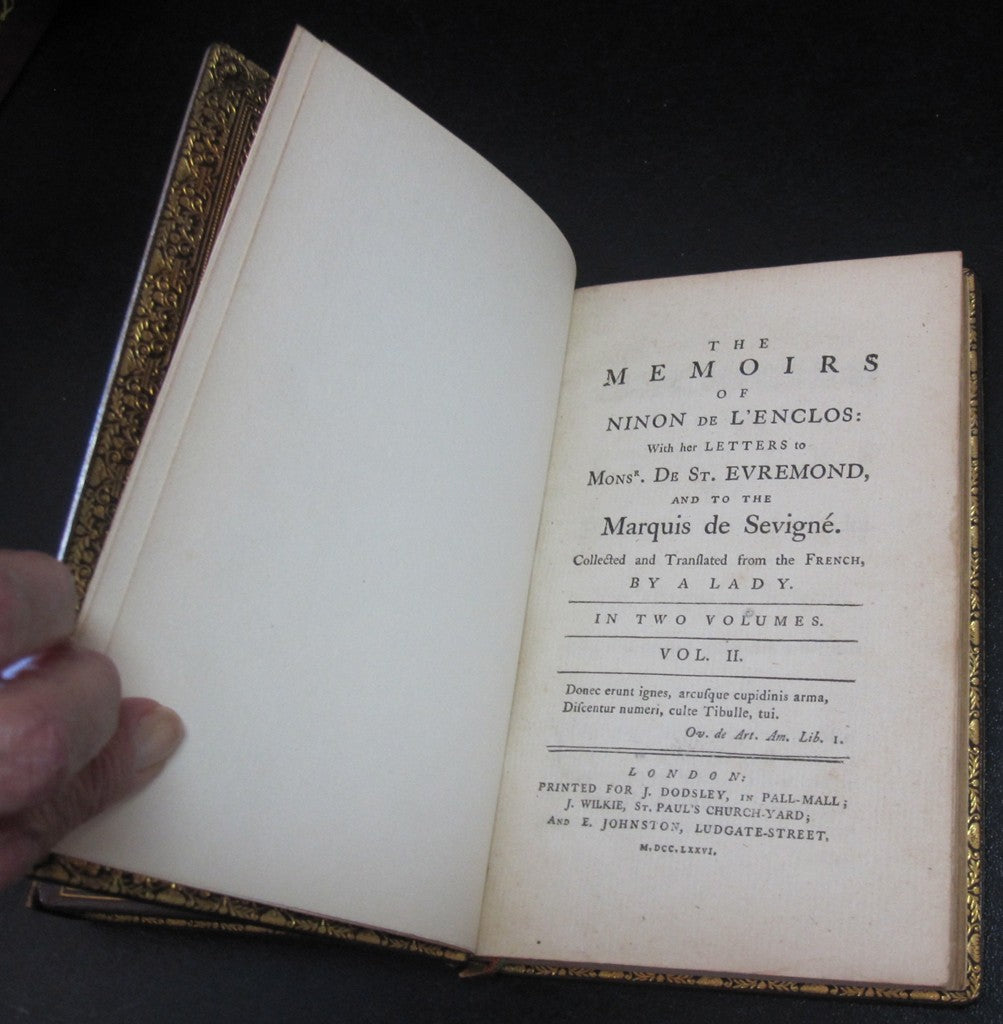 THE
MEMOIRS
OF
NINON DE L'ENCLOS:
With her LETTERS to
MONSR. DE ST. EVREMOND,
AND TO THE
Marquis de Sevigné.
Collected and Tranſlated from the FRENCH,
BY A LADY.
IN TWO VOLUMES.
VOL. II.
Donec erunt ignes, arcuſque cupidinis arma,
Diſcentur numeri, culte Tibulle, tui.
Ov. de Art. Am. Lib. 1.
LONDON:
PRINTED FOR J. DODSLEY, IN PALL-MALL;
J. WILKIE, ST. PAUL'S CHURCH-YARD;
AND E. JOHNSTON, LUDGATE-STREET.
M.DCC.LXXVI.